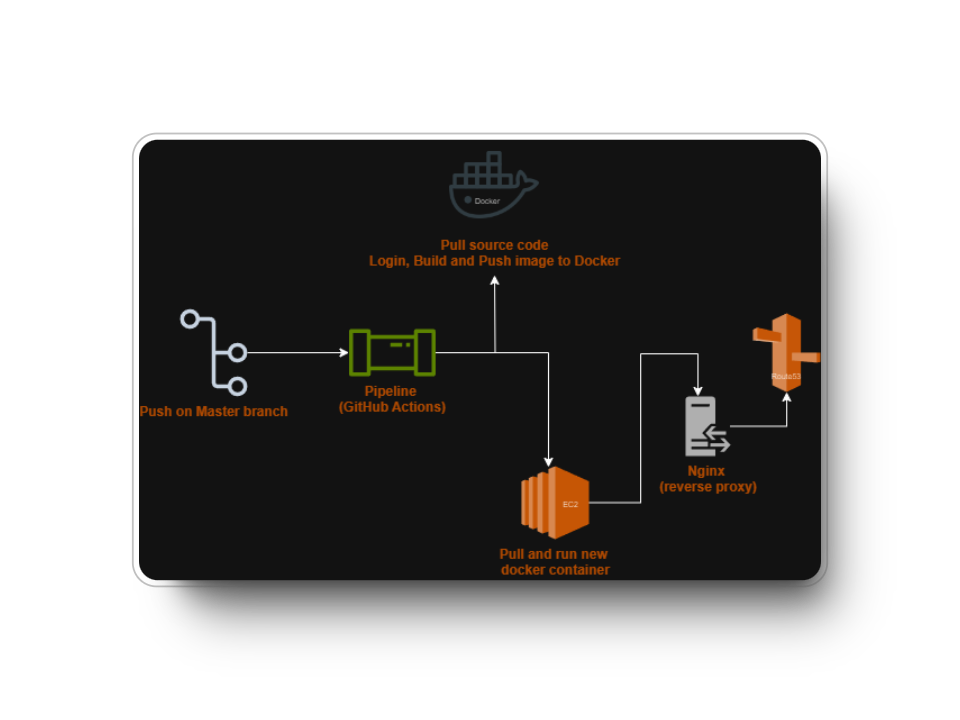 Docker
Pull source code
Login, Build and Push image to Docker
Push on Master branch
Pipeline
(GitHub Actions)
Route53
Nginx
(reverse proxy)
EC2
Pull and run new
docker container